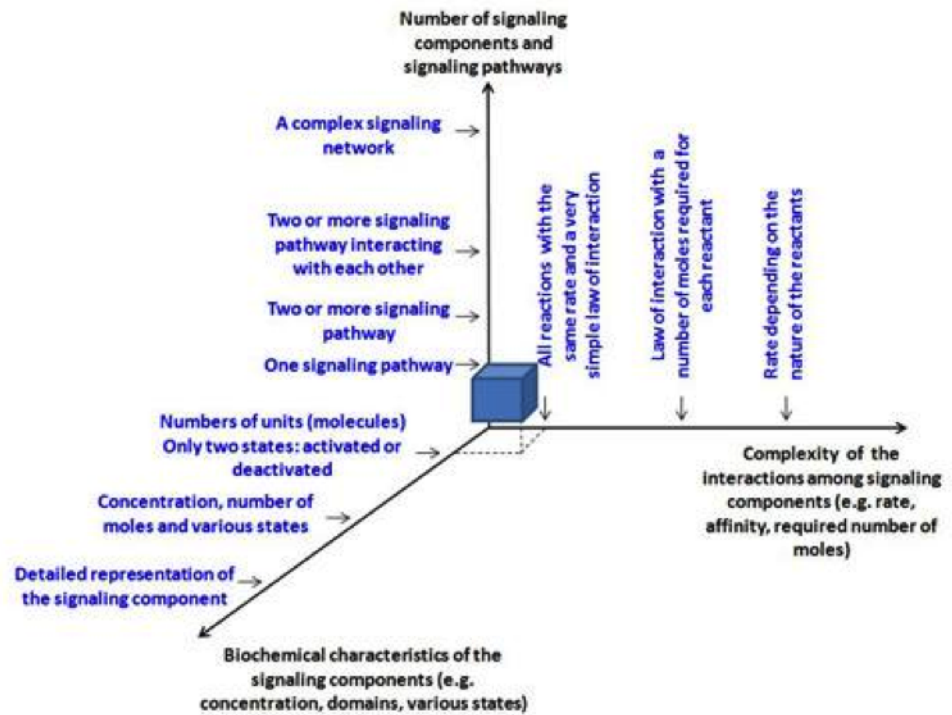 Number of signaling
components and
signaling pathways
A complex signaling
network
Two or more signaling
pathway interacting
with each other
Two or more signaling
pathway
One signaling pathway
All reactions with the
same rate and a very
simple law of interaction
Law of interaction with a
number of moles required for
each reactant
Rate depending on the
nature of the reactants
Numbers of units (molecules)
Only two states: activated or
deactivated
Concentration, number of
moles and various states
Detailed representation of
the signaling component
Complexity of the
interactions among signaling
components (e.g. rate,
affinity, required number of
moles)
Biochemical characteristics of the
signaling components (e.g.
concentration, domains, various states)